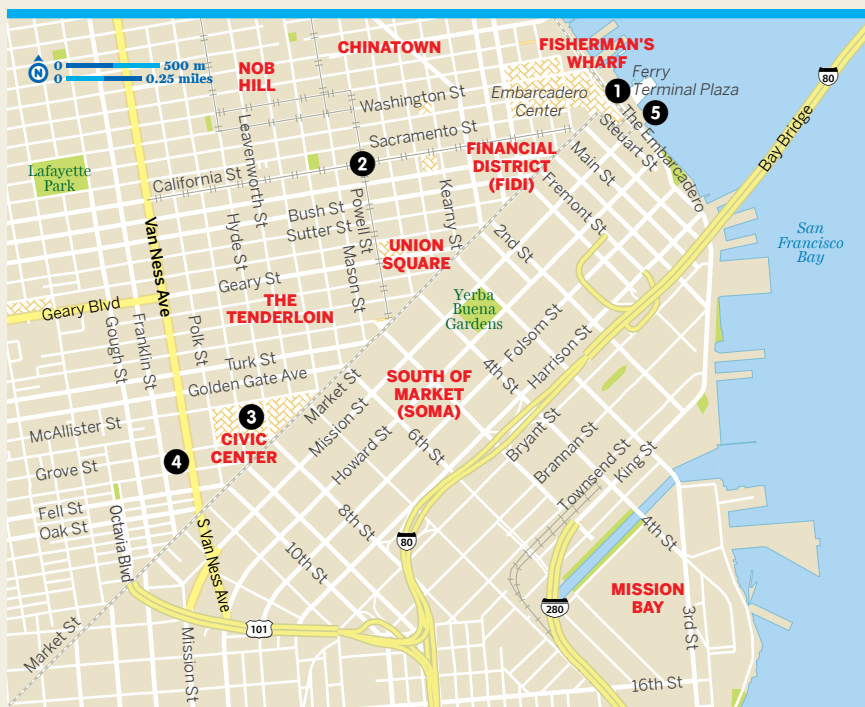 CHINATOWN
FISHERMAN'S
WHARF
0 500 m
0 0.25 miles
N
NOB
HILL
80
Ferry
Terminal Plaza
Embarcadero
Center
1
5
Washington St
The Embarcadero
Steuart St
Sacramento St
Bay Bridge
Leavenworth St
2
FINANCIAL
DISTRICT
(FIDI)
Main St
Lafayette
Park
California St
Fremont St
Kearny St
Powell St
Bush St
Sutter St
Hyde St
Mason St
2nd St
San
Francisco
Bay
Van Ness Ave
UNION
SQUARE
Geary St
THE
TENDERLOIN
Geary Blvd
Yerba
Buena
Gardens
Gough St
Franklin St
Polk St
Folsom St
Harrison St
Turk St
Golden Gate Ave
4th St
SOUTH OF
MARKET
(SOMA)
Market St
Mission St
Howard St
3
CIVIC
CENTER
McAllister St
6th St
Bryant St
Brannan St
Townsend St
King St
4
Grove St
Fell St
Oak St
8th St
Octavia Blvd
S Van Ness Ave
10th St
80
4th St
MISSION
BAY
280
101
3rd St
Market St
Mission St
16th St